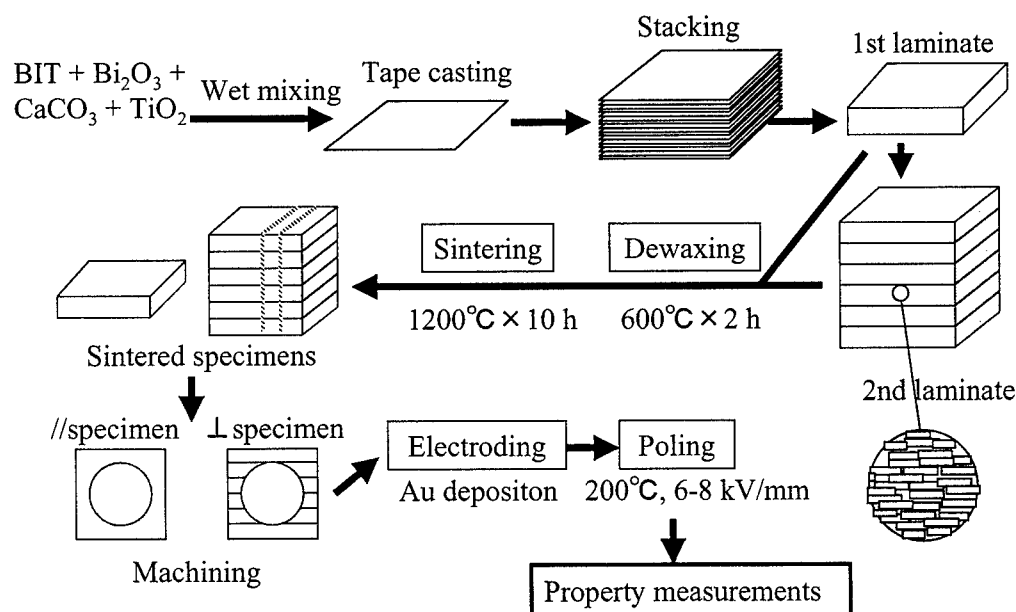 Stacking
1st laminate
BIT + Bi₂O₃ +
CaCO₃ + TiO₂
Wet mixing
Tape casting
Sintering
Dewaxing
1200℃ × 10 h
600℃ × 2 h
Sintered specimens
2nd laminate
//specimen
⊥ specimen
Electroding
Poling
Au depositon
200℃, 6-8 kV/mm
Machining
Property measurements